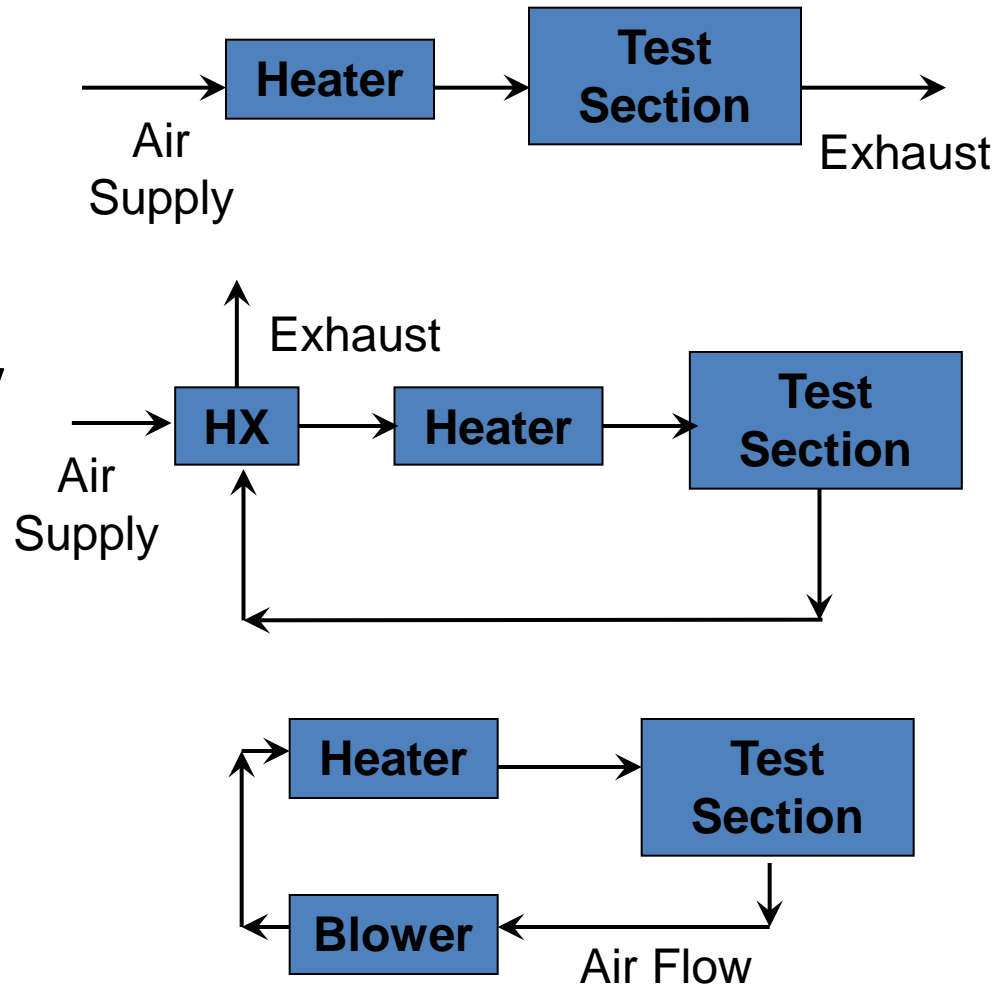 Heater
Test
Section
Air
Supply
Exhaust
Exhaust
HX
Heater
Test
Section
Air
Supply
Heater
Test
Section
Blower
Air Flow